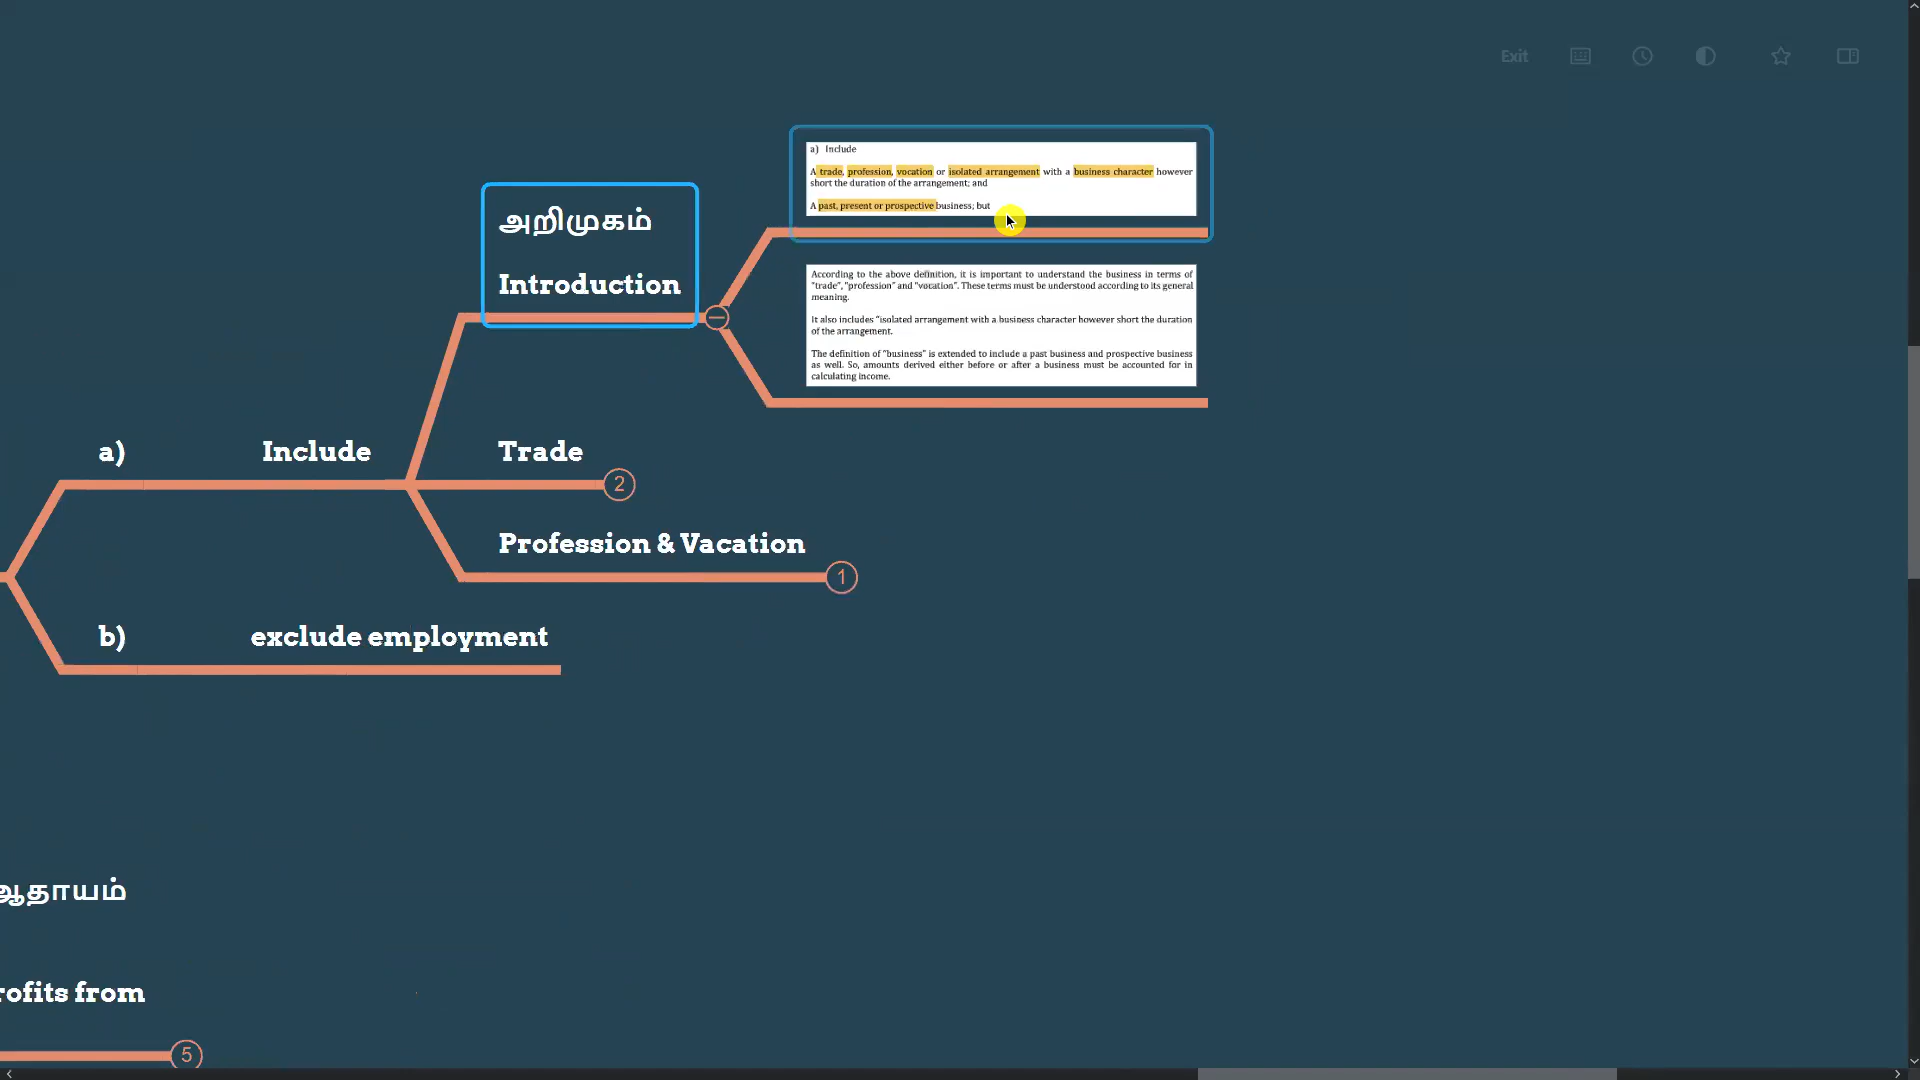 Exit
a) Include
A trade, profession, vocation or isolated arrangement with a business character however
short the duration of the arrangement; and
A past, present or prospective business; but
அறிமுகம்
Introduction
According to the above definition, it is important to understand the business in terms of
"trade", "profession" and "vocation". These terms must be understood according to its general
meaning.
It also includes "isolated arrangement with a business character however short the duration
of the arrangement.
The definition of "business" is extended to include a past business and prospective business
as well. So, amounts derived either before or after a business must be accounted for in
calculating income.
a) Include
Trade
2
Profession & Vacation
1
b) exclude employment
ஆதாயம்
rofits from
5